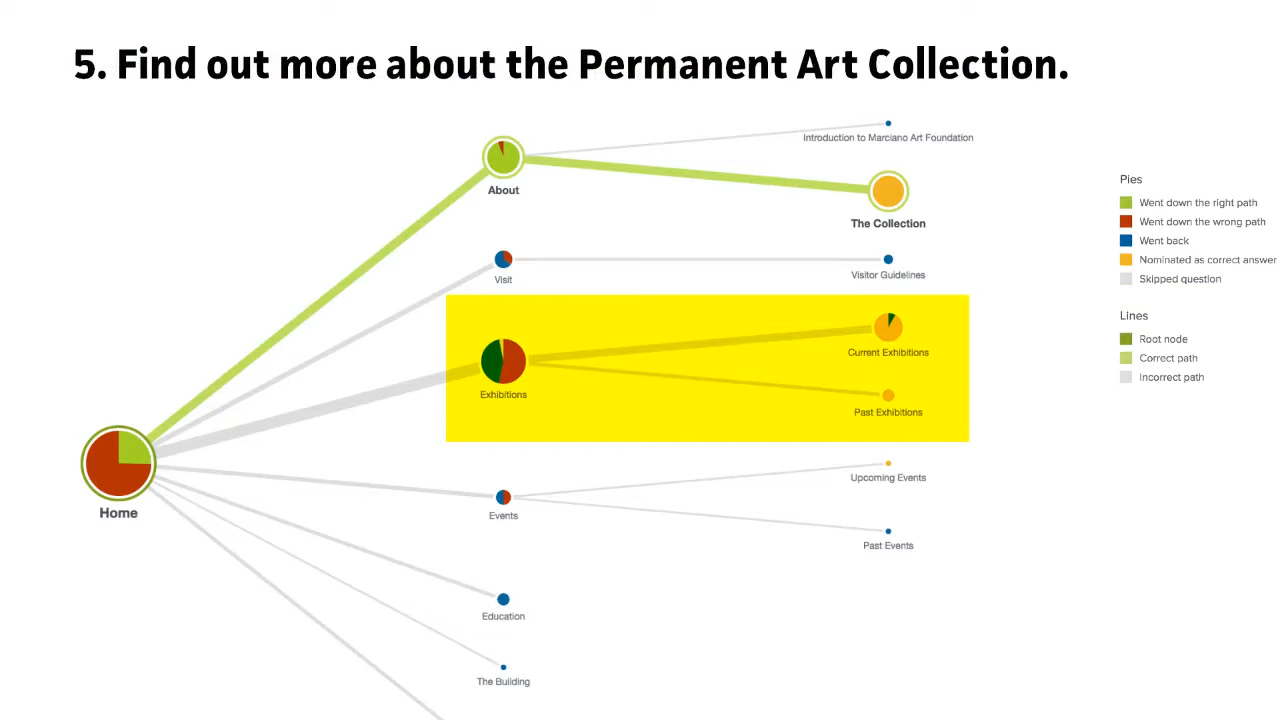 5. Find out more about the Permanent Art Collection.
Introduction to Marciano Art Foundation
About
The Collection
Visit
Visitor Guidelines
Exhibitions
Current Exhibitions
Past Exhibitions
Home
Events
Upcoming Events
Past Events
Education
The Building
Pies
Went down the right path
Went down the wrong path
Went back
Nominated as correct answer
Skipped question
Lines
Root node
Correct path
Incorrect path